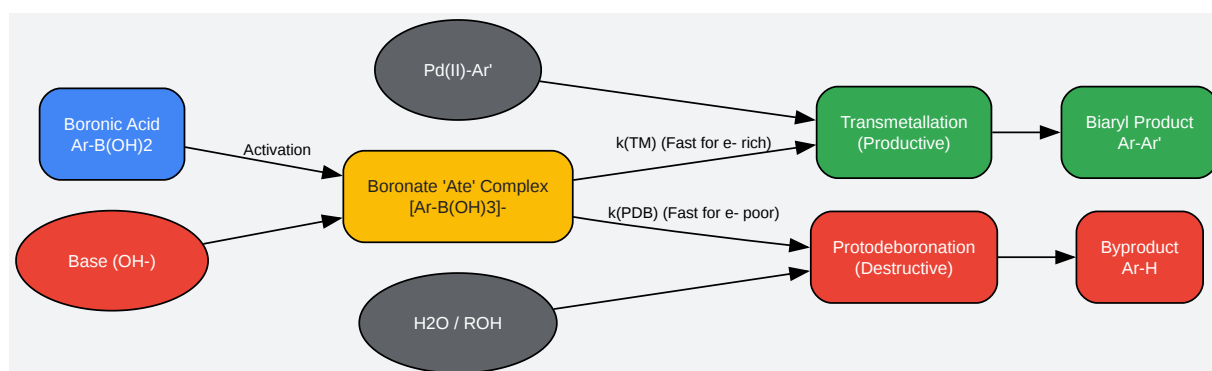 Pd(II)-Ar'
Boronic Acid
Ar-B(OH)2
Activation
Transmetallation
(Productive)
Biaryl Product
Ar-Ar'
k(TM) (Fast for e- rich)
Boronate 'Ate' Complex
[Ar-B(OH)3]-
k(PDB) (Fast for e- poor)
Base (OH-)
Protodeboronation
(Destructive)
Byproduct
Ar-H
H2O / ROH